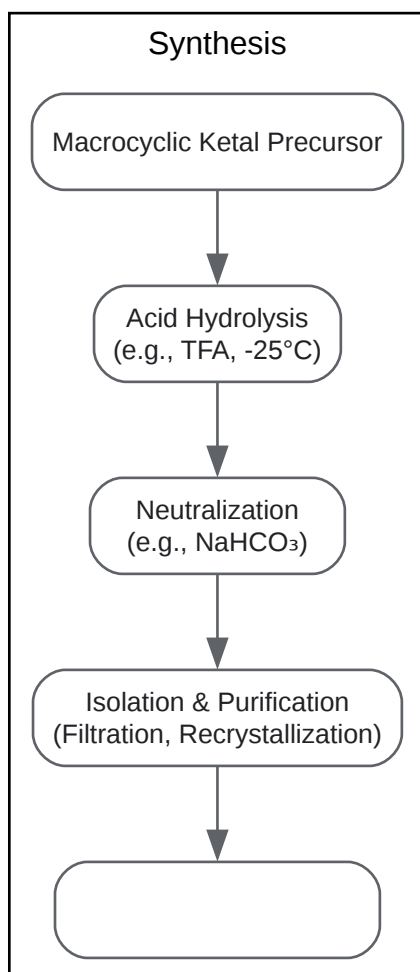 Synthesis
Macrocyclic Ketal Precursor
Acid Hydrolysis
(e.g., TFA, -25°C)
Neutralization
(e.g., NaHCO₃)
Isolation & Purification
(Filtration, Recrystallization)